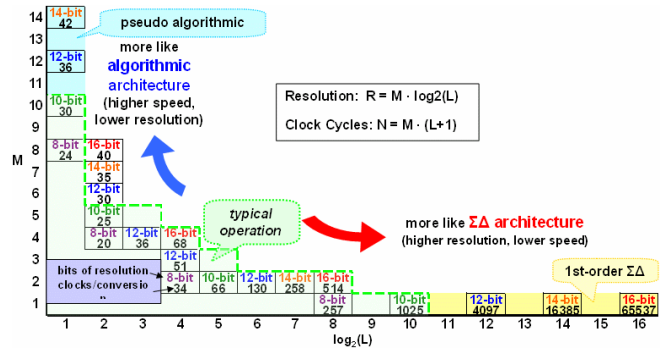 14
14-bit
42
pseudo algorithmic
13
12
12-bit
36
more like
algorithmic
architecture
(higher speed,
lower resolution)
11
10
10-bit
30
Resolution: R = M · log2(L)
Clock Cycles: N = M · (L+1)
9
8
8-bit
24
16-bit
40
M
7
14-bit
35
6
12-bit
30
5
10-bit
25
typical
operation
4
8-bit
20
12-bit
36
16-bit
68
more like ΣΔ architecture
(higher resolution, lower speed)
3
12-bit
51
bits of resolution
clocks/conversio
n
2
8-bit
34
10-bit
66
12-bit
130
14-bit
258
16-bit
514
1st-order ΣΔ
1
8-bit
257
10-bit
1025
12-bit
4097
14-bit
16385
16-bit
65537
1 2 3 4 5 6 7 8 9 10 11 12 13 14 15 16
log2(L)